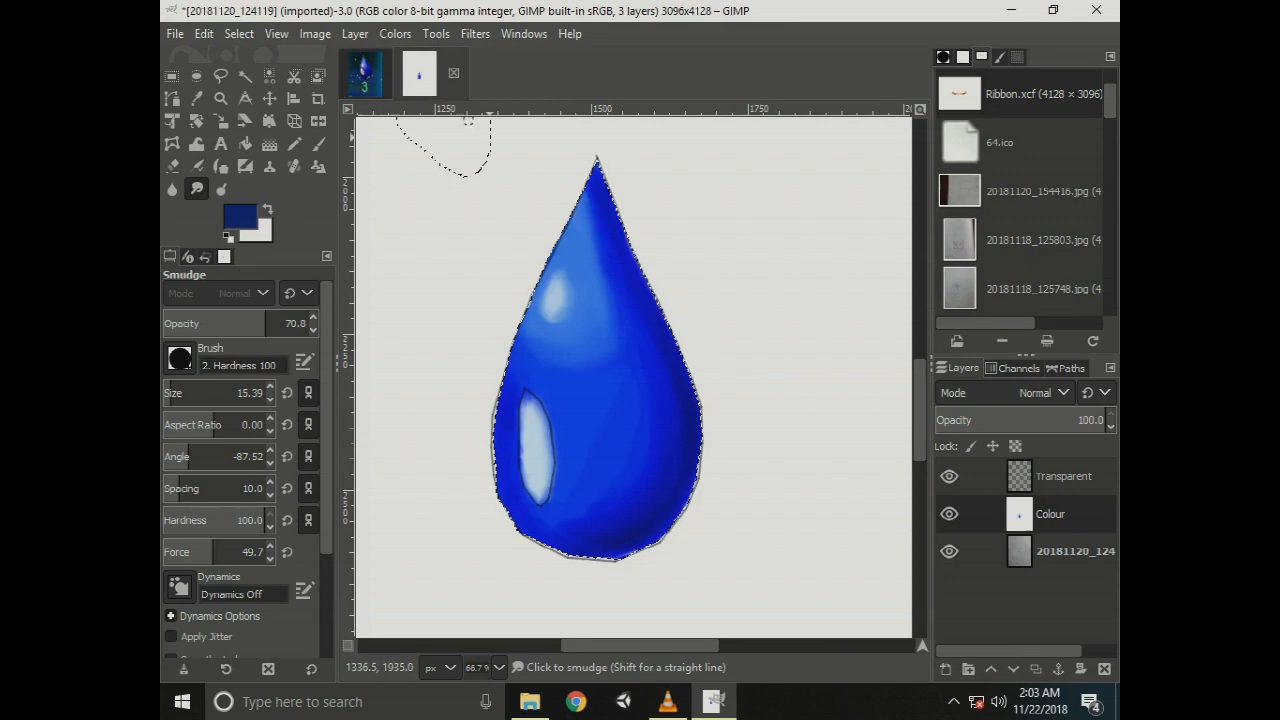 *[20181120_124119] (imported)-3.0 (RGB color 8-bit gamma integer, GIMP built-in sRGB, 3 layers) 3096x4128 – GIMP
File Edit Select View Image Layer Colors Tools Filters Windows Help
3
1250 1500 1750
Ribbon.xcf (4128 × 3096)
64.ico
20181120_154416.jpg (4
20181118_125803.jpg (4
20181118_125748.jpg (4
Smudge
Mode Normal
Opacity 70.8
Brush
2. Hardness 100
Size 15.39
Aspect Ratio 0.00
Angle -87.52
Spacing 10.0
Hardness 100.0
Force 49.7
Dynamics
Dynamics Off
Dynamics Options
Apply Jitter
Layers Channels Paths
Mode Normal
Opacity 100.0
Lock:
Transparent
Colour
20181120_124
1336.5, 1935.0 px 66.7 % Click to smudge (Shift for a straight line)
Type here to search
2:03 AM
11/22/2018
4